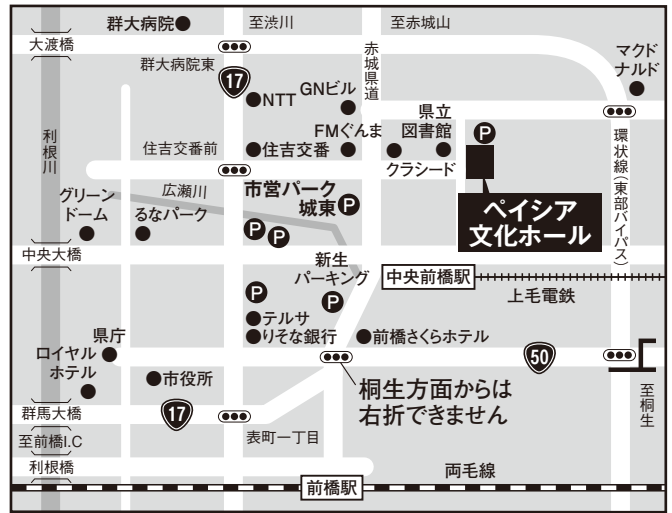 群大病院
至渋川
至赤城山
大渡橋
群大病院東
17
NTT
GNビル
赤城県道
マクド
ナルド
県立
図書館
P
FMぐんま
利根川
住吉交番前
住吉交番
クラシード
環状線(東部バイパス)
広瀬川
市営パーク
城東P
グリーン
ドーム
るなパーク
ベイシア
文化ホール
P
P
中央大橋
新生
パーキング
中央前橋駅
上毛電鉄
P
P
テルサ
りそな銀行
前橋さくらホテル
県庁
ロイヤル
ホテル
市役所
50
桐生方面からは
右折できません
至桐生
群馬大橋
17
表町一丁目
至前橋I.C
利根橋
両毛線
前橋駅